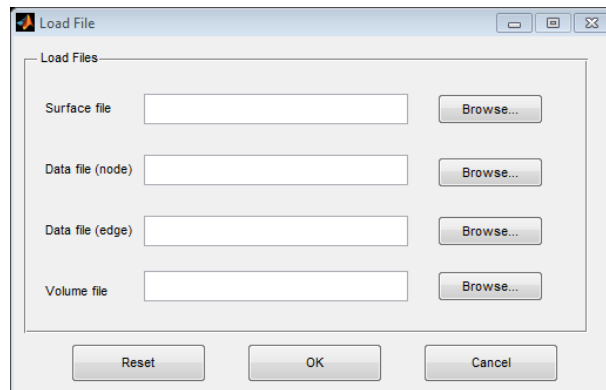 Load File
Load Files
Surface file
Browse...
Data file (node)
Browse...
Data file (edge)
Browse...
Volume file
Browse...
Reset
OK
Cancel